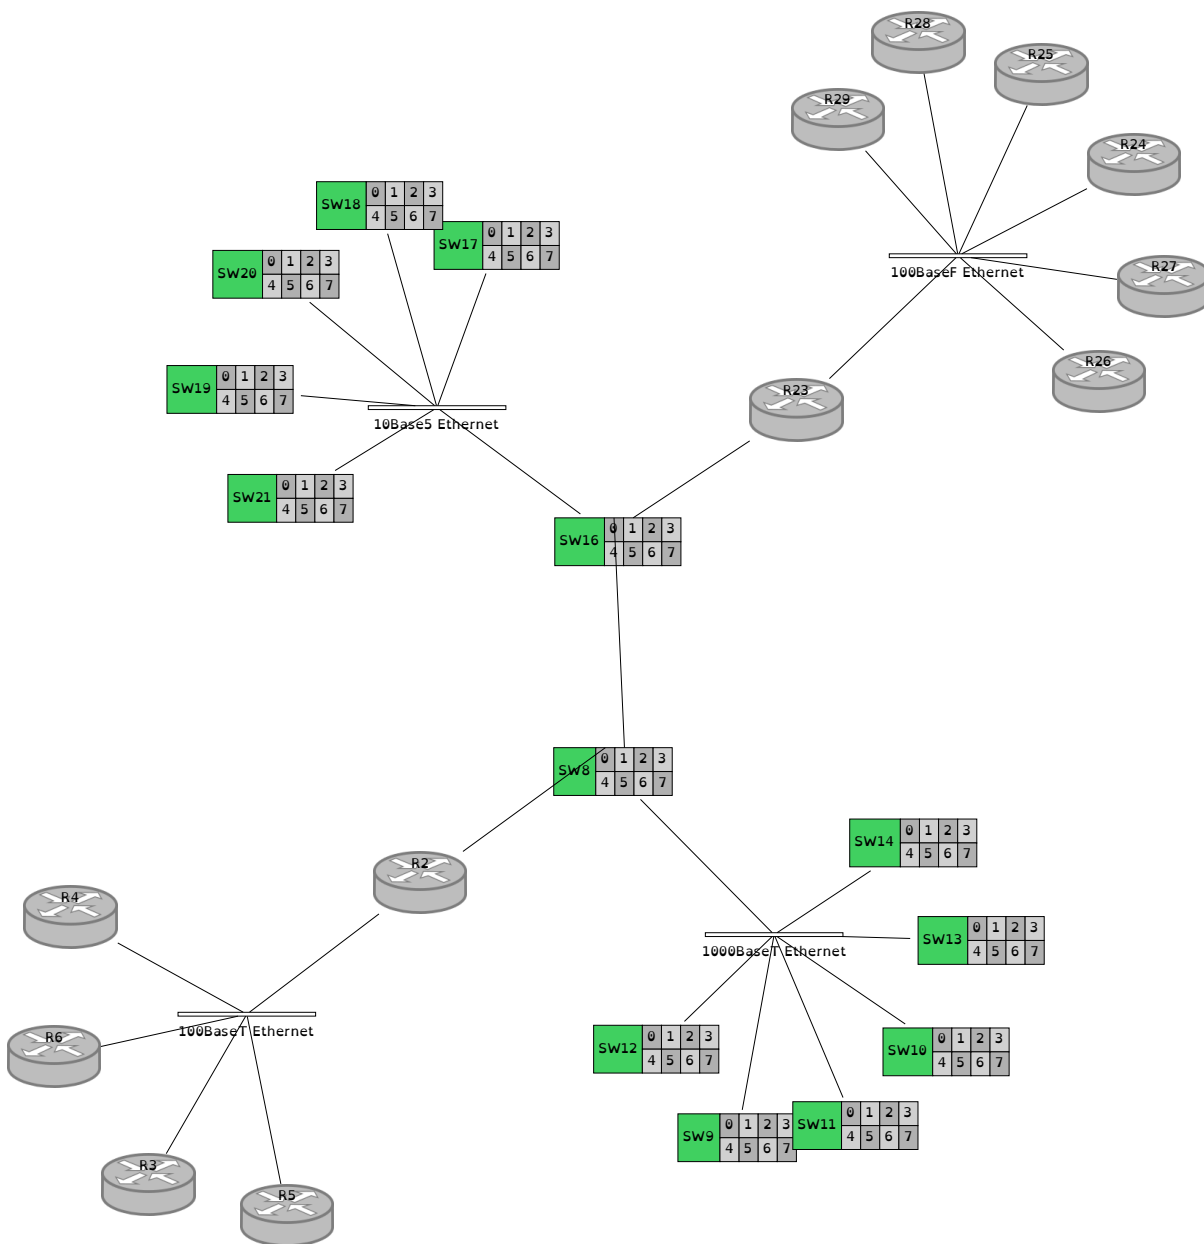 R28
R25
R29
R24
SW18 0 1 2 3
4 5 6 7
SW17 0 1 2 3
4 5 6 7
SW20 0 1 2 3
4 5 6 7
R27
100BaseF Ethernet
R26
SW19 0 1 2 3
4 5 6 7
R23
10Base5 Ethernet
SW21 0 1 2 3
4 5 6 7
SW16 0 1 2 3
4 5 6 7
SW8 0 1 2 3
4 5 6 7
SW14 0 1 2 3
4 5 6 7
R2
R4
SW13 0 1 2 3
4 5 6 7
1000BaseT Ethernet
100BaseT Ethernet
R6
SW12 0 1 2 3
4 5 6 7
SW10 0 1 2 3
4 5 6 7
SW9 0 1 2 3
4 5 6 7
SW11 0 1 2 3
4 5 6 7
R3
R5